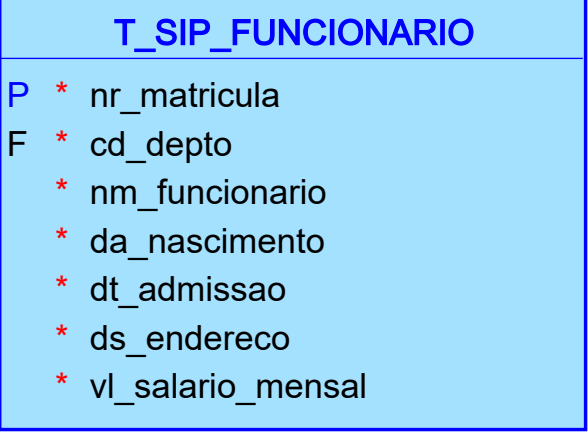 T_SIP_FUNCIONARIO
P * nr_matricula
F * cd_depto
* nm_funcionario
* da_nascimento
* dt_admissao
* ds_endereco
* vl_salario_mensal